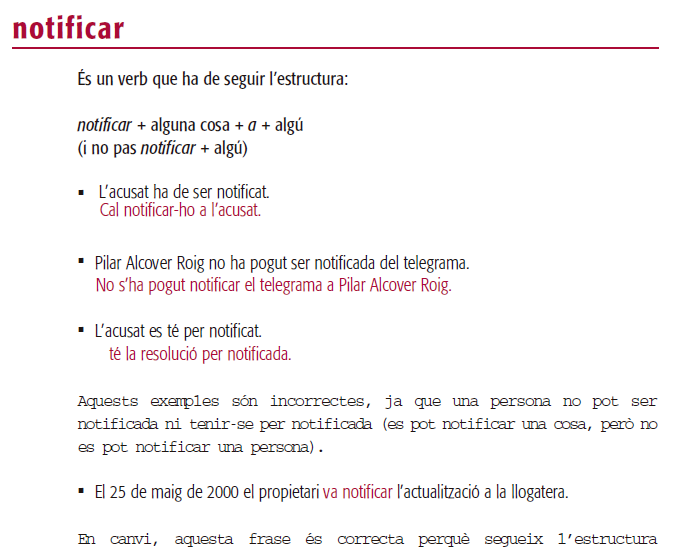 notificar
És un verb que ha de seguir l'estructura:
notificar + alguna cosa + a + algú
(i no pas notificar + algú)
▪ L'acusat ha de ser notificat.
Cal notificar-ho a l'acusat.
▪ Pilar Alcover Roig no ha pogut ser notificada del telegrama.
No s'ha pogut notificar el telegrama a Pilar Alcover Roig.
▪ L'acusat es té per notificat.
té la resolució per notificada.
Aquests exemples són incorrectes, ja que una persona no pot ser
notificada ni tenir-se per notificada (es pot notificar una cosa, però no
es pot notificar una persona).
▪ El 25 de maig de 2000 el propietari va notificar l'actualització a la llogatera.
En canvi, aquesta frase és correcta perquè segueix l'estructura